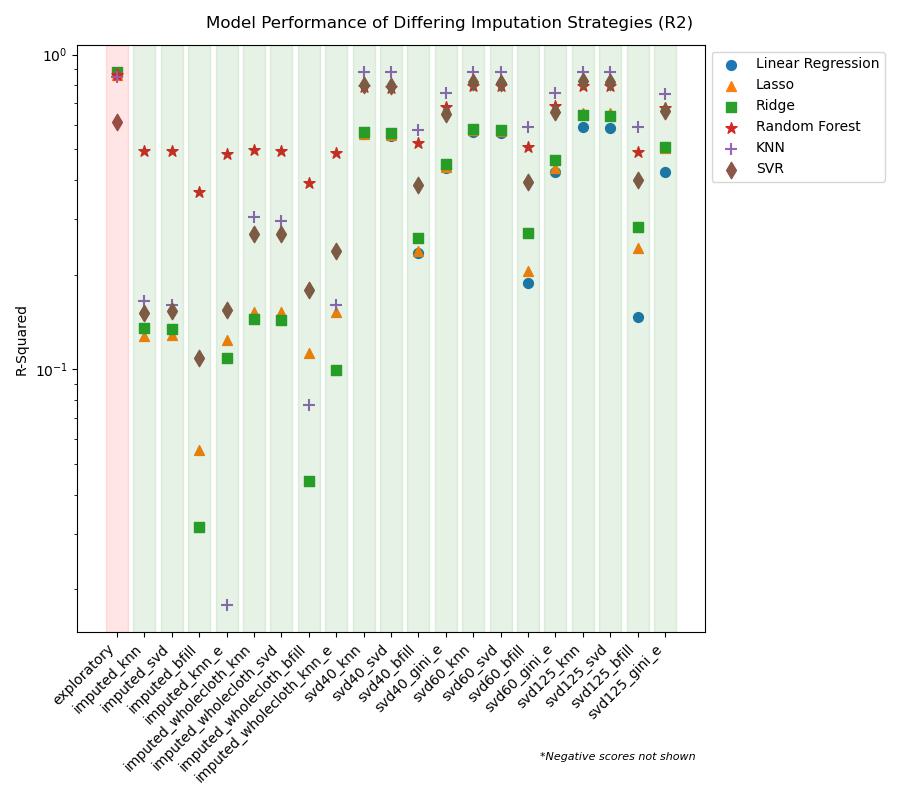 Model Performance of Differing Imputation Strategies (R2)
Linear Regression
Lasso
Ridge
Random Forest
KNN
SVR
R-Squared
10⁰
10⁻¹
exploratory
imputed_knn
imputed_svd
imputed_bfill
imputed_knn_e
imputed_wholecloth_knn
imputed_wholecloth_svd
imputed_wholecloth_bfill
imputed_wholecloth_knn_e
svd40_knn
svd40_svd
svd40_bfill
svd40_gini_e
svd60_knn
svd60_svd
svd60_bfill
svd60_gini_e
svd125_knn
svd125_svd
svd125_bfill
svd125_gini_e
*Negative scores not shown